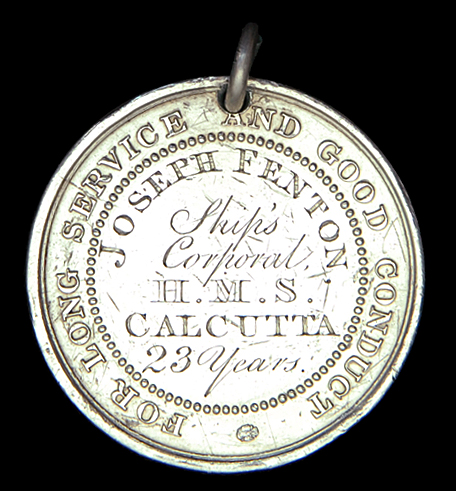 FOR LONG SERVICE AND GOOD CONDUCT
JOSEPH FENTON
Ship's
Corporal,
H.M.S.
CALCUTTA
23 Years.